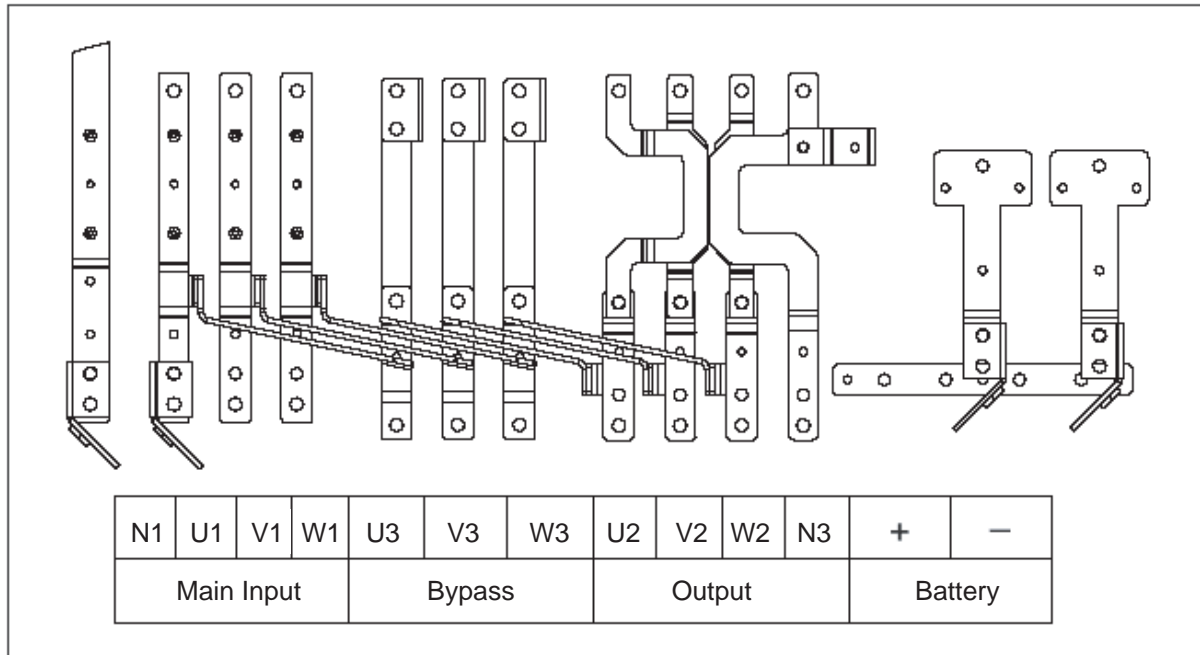 N1 U1 V1 W1 U3 V3 W3 U2 V2 W2 N3 + −
Main Input Bypass Output Battery